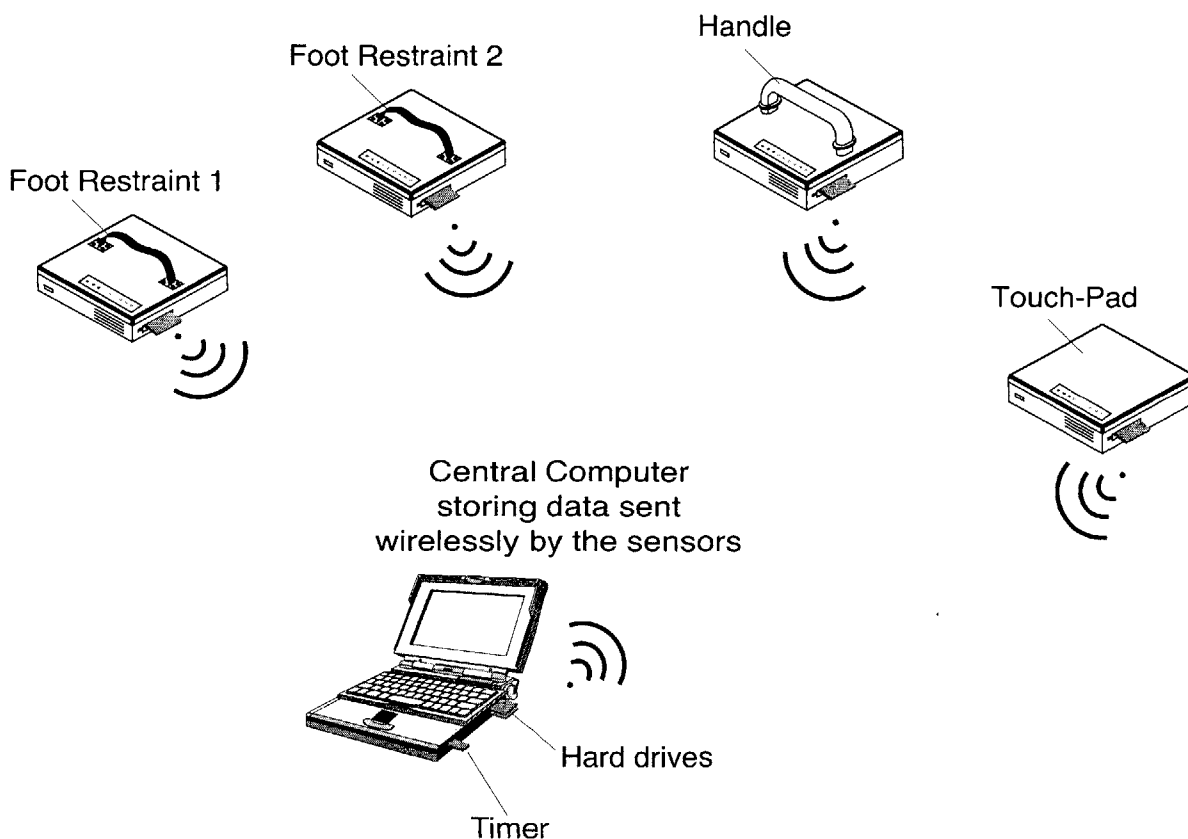 Handle
Foot Restraint 2
Foot Restraint 1
Touch-Pad
Central Computer
storing data sent
wirelessly by the sensors
Hard drives
Timer